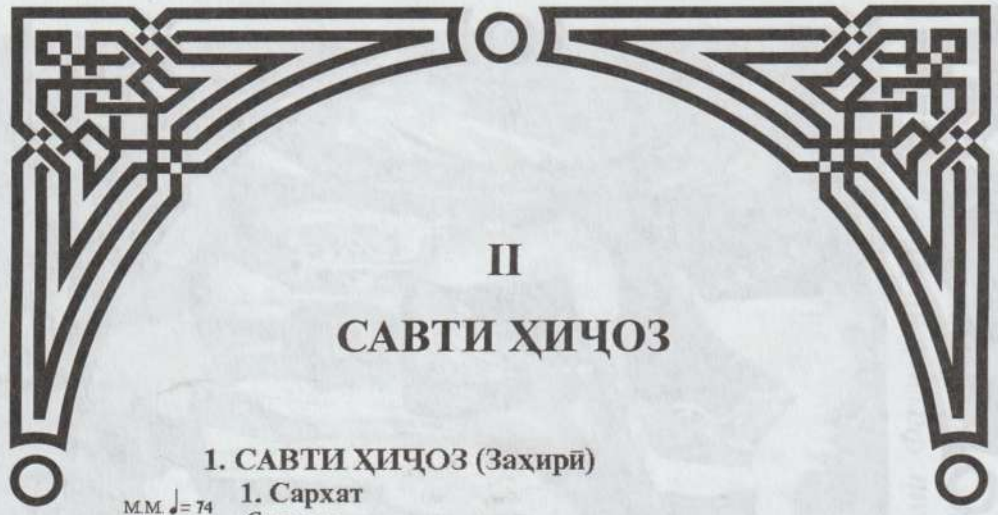 II
САВТИ ҲИҶОЗ
1. САВТИ ҲИҶОЗ (Заҳирӣ)
1. Сархат
М.М. ♩= 74